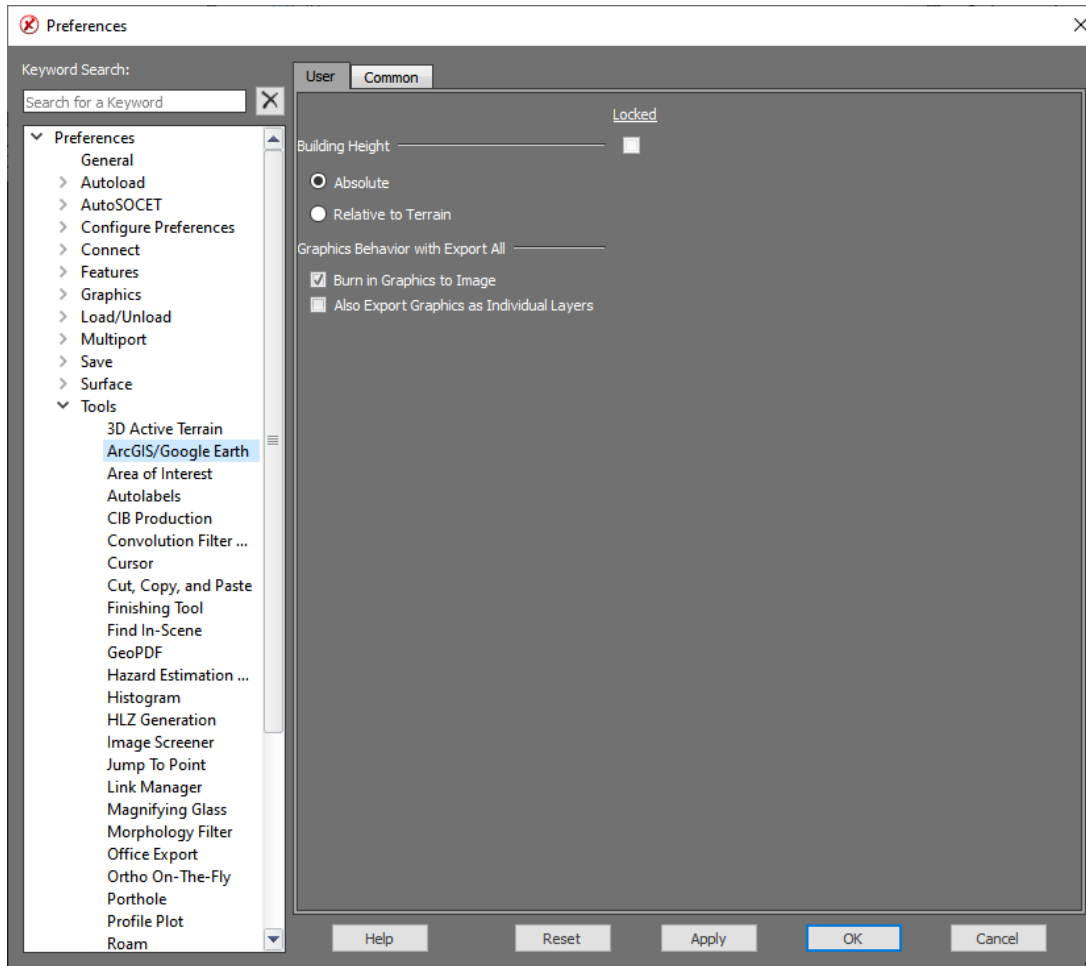 Preferences
Keyword Search:
Search for a Keyword
Preferences
General
Autoload
AutoSOCET
Configure Preferences
Connect
Features
Graphics
Load/Unload
Multiport
Save
Surface
Tools
3D Active Terrain
ArcGIS/Google Earth
Area of Interest
Autolabels
CIB Production
Convolution Filter ...
Cursor
Cut, Copy, and Paste
Finishing Tool
Find In-Scene
GeoPDF
Hazard Estimation ...
Histogram
HLZ Generation
Image Screener
Jump To Point
Link Manager
Magnifying Glass
Morphology Filter
Office Export
Ortho On-The-Fly
Porthole
Profile Plot
Roam
User Common
Locked
Building Height
Absolute
Relative to Terrain
Graphics Behavior with Export All
Burn in Graphics to Image
Also Export Graphics as Individual Layers
Help Reset Apply OK Cancel